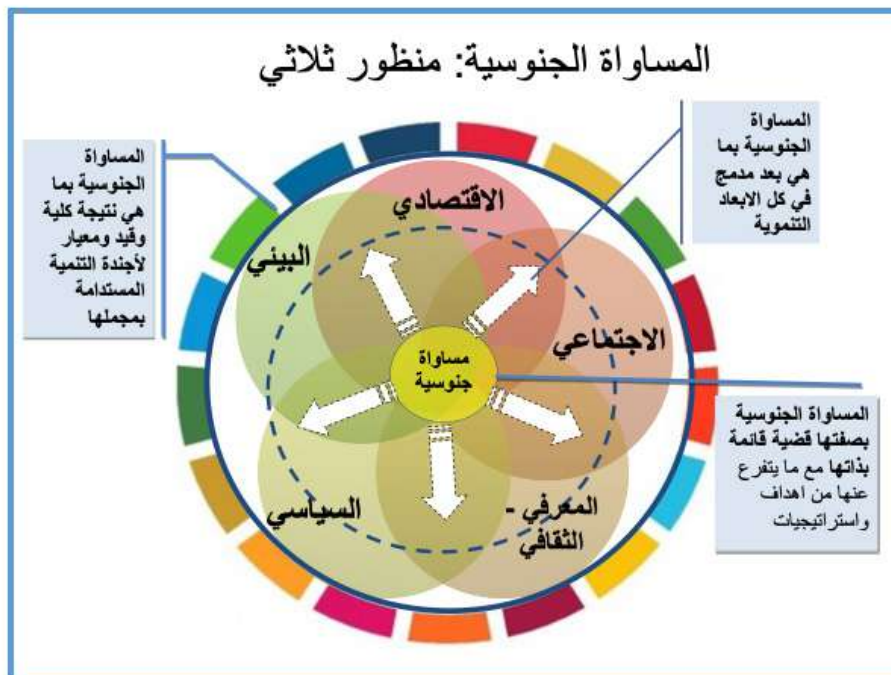 المساواة الجنوسية: منظور ثلاثي
المساواة
الجنوسية بما
هي بعد مدمج
في كل الابعاد
التنموية
المساواة
الجنوسية بما
هي نتيجة كلية
وقيد ومعيار
لأجندة التنمية
المستدامة
بمجملها
الاقتصادي
البيئي
الاجتماعي
مساواة
جنوسية
المساواة الجنوسية
بصفتها قضية قائمة
بذاتها مع ما يتفرع
عنها من اهداف
واستراتيجيات
المعرفي -
الثقافي
السياسي